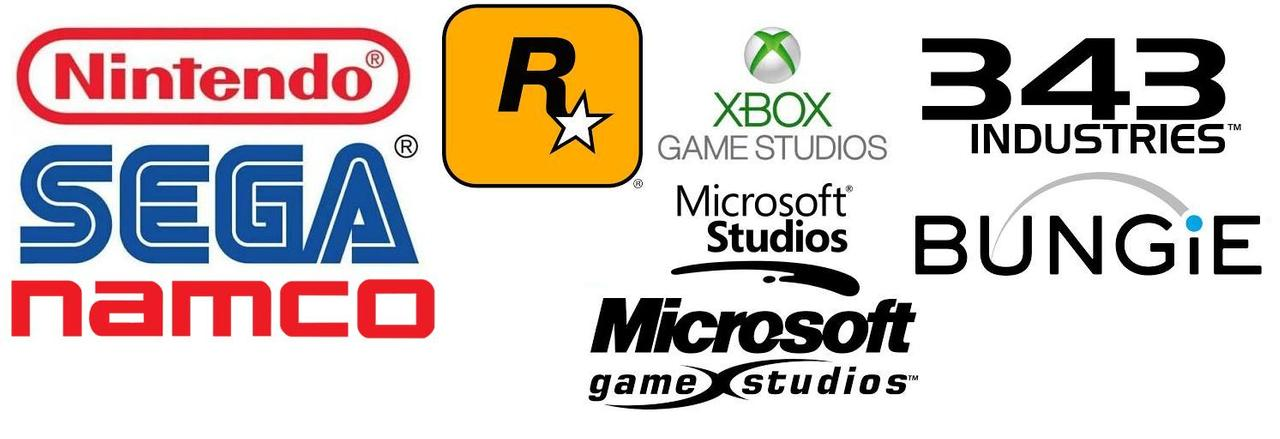 Nintendo®
SEGA®
namco
R®
XBOX
GAME STUDIOS
Microsoft®
Studios
Microsoft
game studios™
343
INDUSTRIES™
BUNGiE